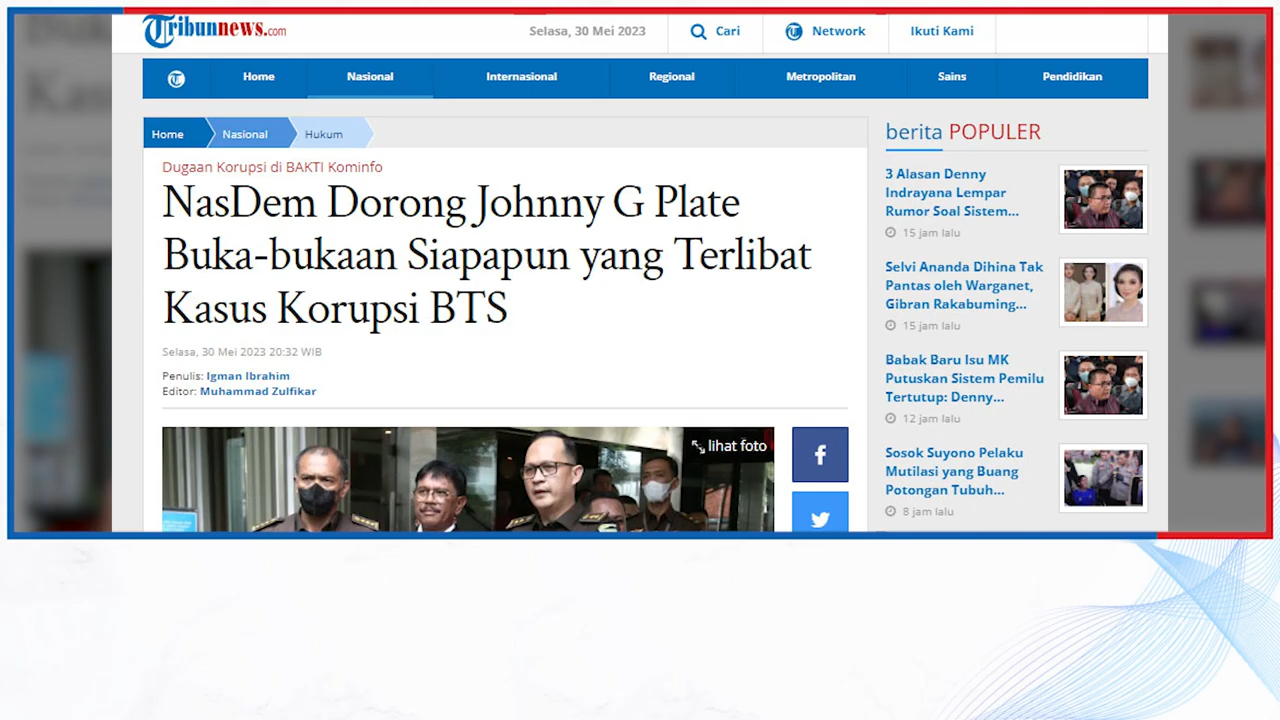 Tribunnews.com
Selasa, 30 Mei 2023
Cari
Network
Ikuti Kami
Home
Nasional
Internasional
Regional
Metropolitan
Sains
Pendidikan
Home
Nasional
Hukum
Dugaan Korupsi di BAKTI Kominfo
NasDem Dorong Johnny G Plate
Buka-bukaan Siapapun yang Terlibat
Kasus Korupsi BTS
Selasa, 30 Mei 2023 20:32 WIB
Penulis: Igman Ibrahim
Editor: Muhammad Zulfikar
lihat foto
berita POPULER
3 Alasan Denny
Indrayana Lempar
Rumor Soal Sistem...
15 jam lalu
Selvi Ananda Dihina Tak
Pantas oleh Warganet,
Gibran Rakabuming...
15 jam lalu
Babak Baru Isu MK
Putuskan Sistem Pemilu
Tertutup: Denny...
12 jam lalu
Sosok Suyono Pelaku
Mutilasi yang Buang
Potongan Tubuh...
8 jam lalu